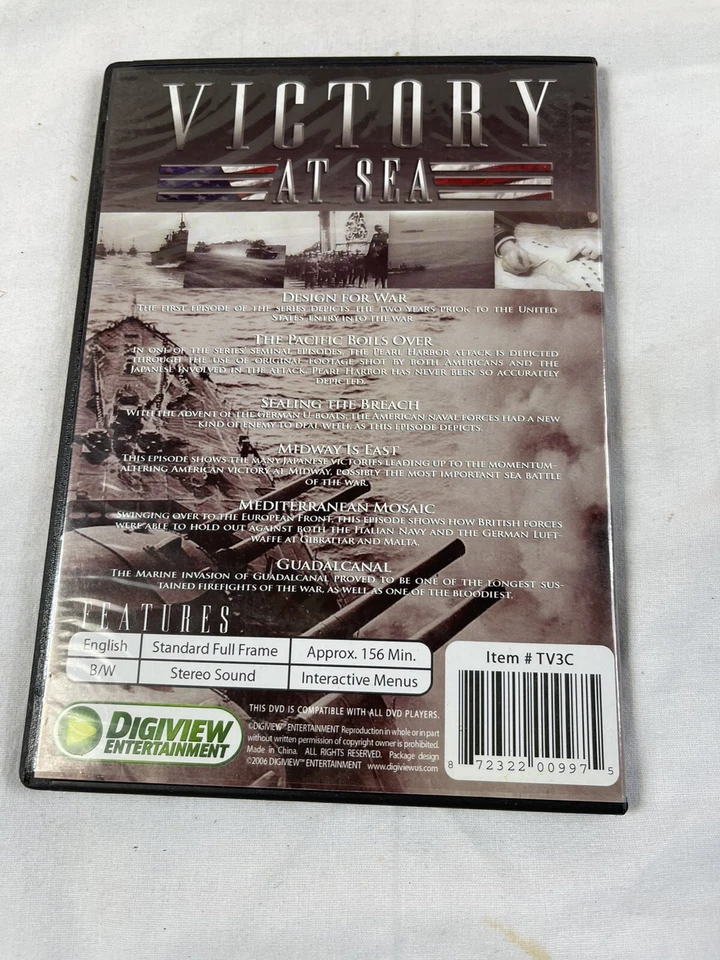 VICTORY
AT SEA
DESIGN FOR WAR
THE FIRST EPISODE OF THE SERIES DEPICTS THE TWO YEARS PRIOR TO THE UNITED
STATES' ENTRY INTO THE WAR.
THE PACIFIC BOILS OVER
IN ONE OF THE SERIES' SEMINAL EPISODES, THE PEARL HARBOR ATTACK IS DEPICTED
THROUGH THE USE OF ORIGINAL FOOTAGE SHOT BY BOTH AMERICANS AND THE
JAPANESE INVOLVED IN THE ATTACK. PEARL HARBOR HAS NEVER BEEN SO ACCURATELY
DEPICTED.
SEALING THE BREACH
WITH THE ADVENT OF THE GERMAN U-BOATS, THE AMERICAN NAVAL FORCES HAD A NEW
KIND OF ENEMY TO DEAL WITH, AS THIS EPISODE DEPICTS.
MIDWAY IS EAST
THIS EPISODE SHOWS THE MANY JAPANESE VICTORIES LEADING UP TO THE MOMENTUM-
ALTERING AMERICAN VICTORY AT MIDWAY, POSSIBLY THE MOST IMPORTANT SEA BATTLE
OF THE WAR.
MEDITERRANEAN MOSAIC
SWINGING OVER TO THE EUROPEAN FRONT, THIS EPISODE SHOWS HOW BRITISH FORCES
WERE ABLE TO HOLD OUT AGAINST BOTH THE ITALIAN NAVY AND THE GERMAN LUFT-
WAFFE AT GIBRALTAR AND MALTA.
GUADALCANAL
THE MARINE INVASION OF GUADALCANAL PROVED TO BE ONE OF THE LONGEST SUS-
TAINED FIREFIGHTS OF THE WAR, AS WELL AS ONE OF THE BLOODIEST.
FEATURES
English Standard Full Frame Approx. 156 Min.
B/W Stereo Sound Interactive Menus
Item # TV3C
8 72322 00997 5
DIGIVIEW
ENTERTAINMENT
THIS DVD IS COMPATIBLE WITH ALL DVD PLAYERS.
©DIGIVIEW™ ENTERTAINMENT Reproduction in whole or in part
without written permission of copyright owner is prohibited.
Made in China. ALL RIGHTS RESERVED. Package design
©2006 DIGIVIEW™ ENTERTAINMENT www.digiviewus.com